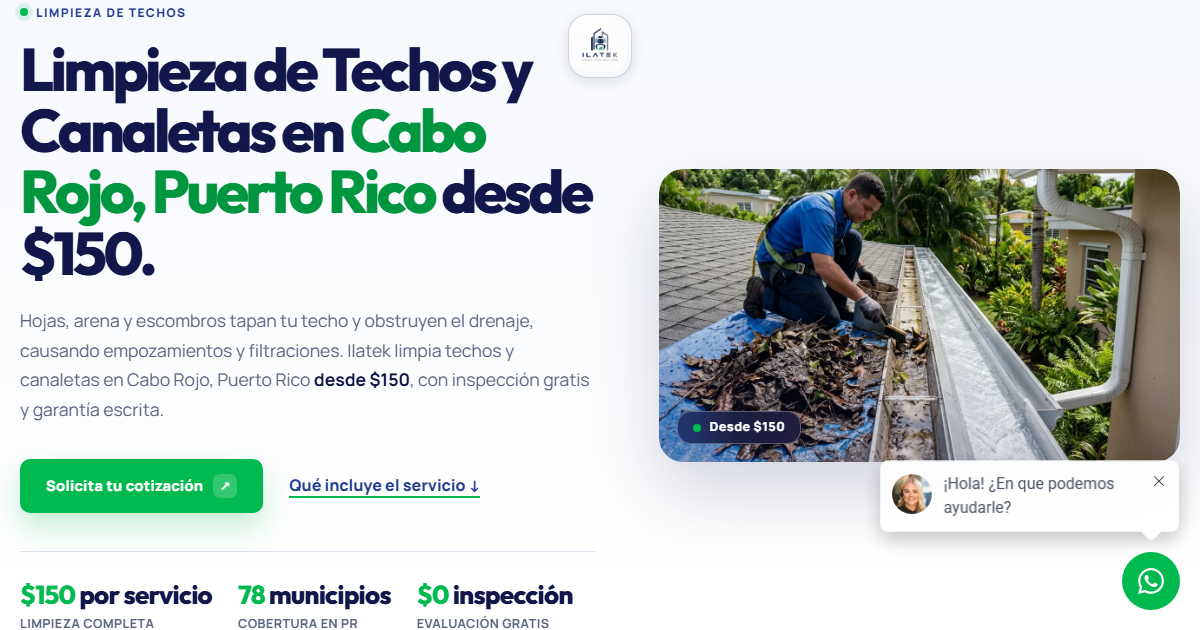 LIMPIEZA DE TECHOS
ILATEK
Limpieza de Techos y
Canaletas en Cabo
Rojo, Puerto Rico desde
$150.
Hojas, arena y escombros tapan tu techo y obstruyen el drenaje,
causando empozamientos y filtraciones. Ilatek limpia techos y
canaletas en Cabo Rojo, Puerto Rico desde $150, con inspección gratis
y garantía escrita.
Solicita tu cotización ↗
Qué incluye el servicio ↓
Desde $150
¡Hola! ¿En que podemos
ayudarle?
$150 por servicio
LIMPIEZA COMPLETA
78 municipios
COBERTURA EN PR
$0 inspección
EVALUACIÓN GRATIS